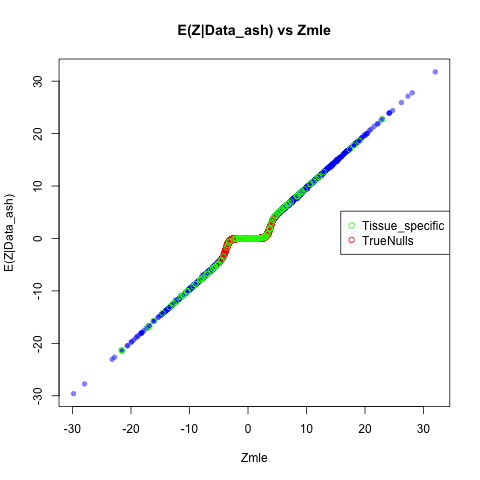 E(Z|Data_ash) vs Zmle
E(Z|Data_ash)
30
20
10
0
-10
-20
-30
Tissue_specific
TrueNulls
-30 -20 -10 0 10 20 30
Zmle